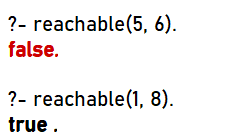 ?- reachable(5, 6).
false.
?- reachable(1, 8).
true .